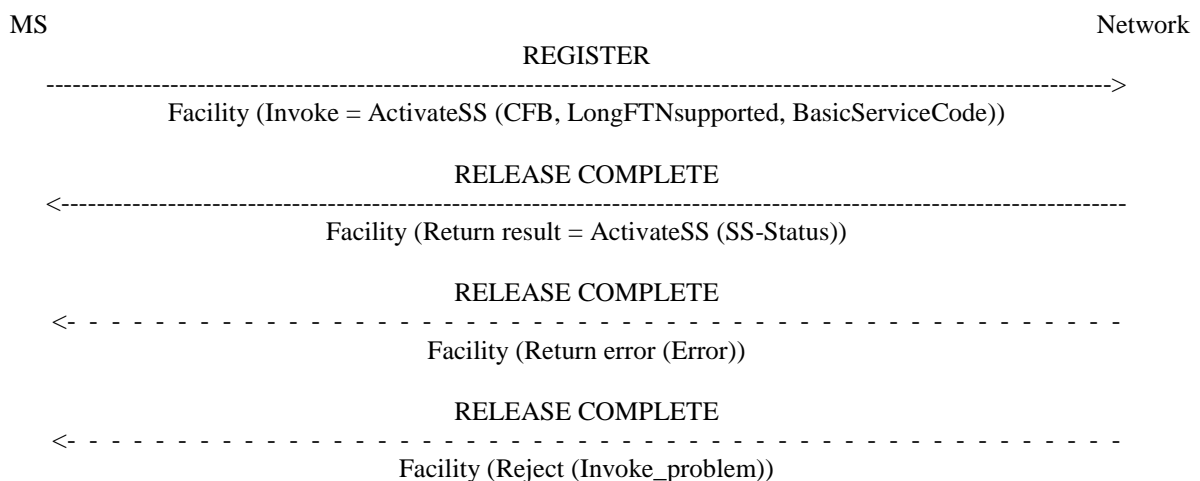 MS Network
REGISTER
Facility (Invoke = ActivateSS (CFB, LongFTNsupported, BasicServiceCode))
RELEASE COMPLETE
Facility (Return result = ActivateSS (SS-Status))
RELEASE COMPLETE
Facility (Return error (Error))
RELEASE COMPLETE
Facility (Reject (Invoke_problem))